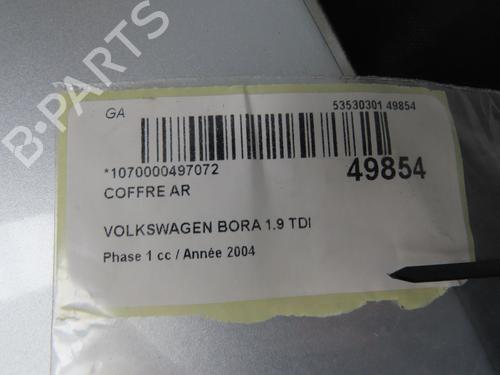 B-PARTS
GA
53530301 49854
*1070000497072
49854
COFFRE AR
VOLKSWAGEN BORA 1.9 TDI
Phase 1 cc / Année 2004